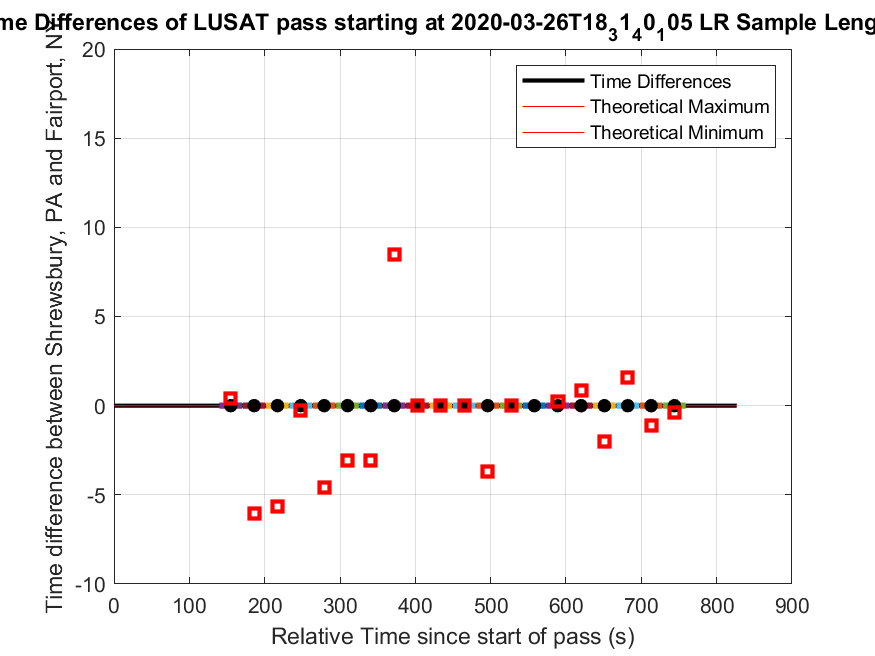 me Differences of LUSAT pass starting at 2020-03-26T18₃1₄0₁05 LR Sample Leng
Time difference between Shrewsbury, PA and Fairport, NY
20
15
10
5
0
-5
-10
Time Differences
Theoretical Maximum
Theoretical Minimum
0 100 200 300 400 500 600 700 800 900
Relative Time since start of pass (s)